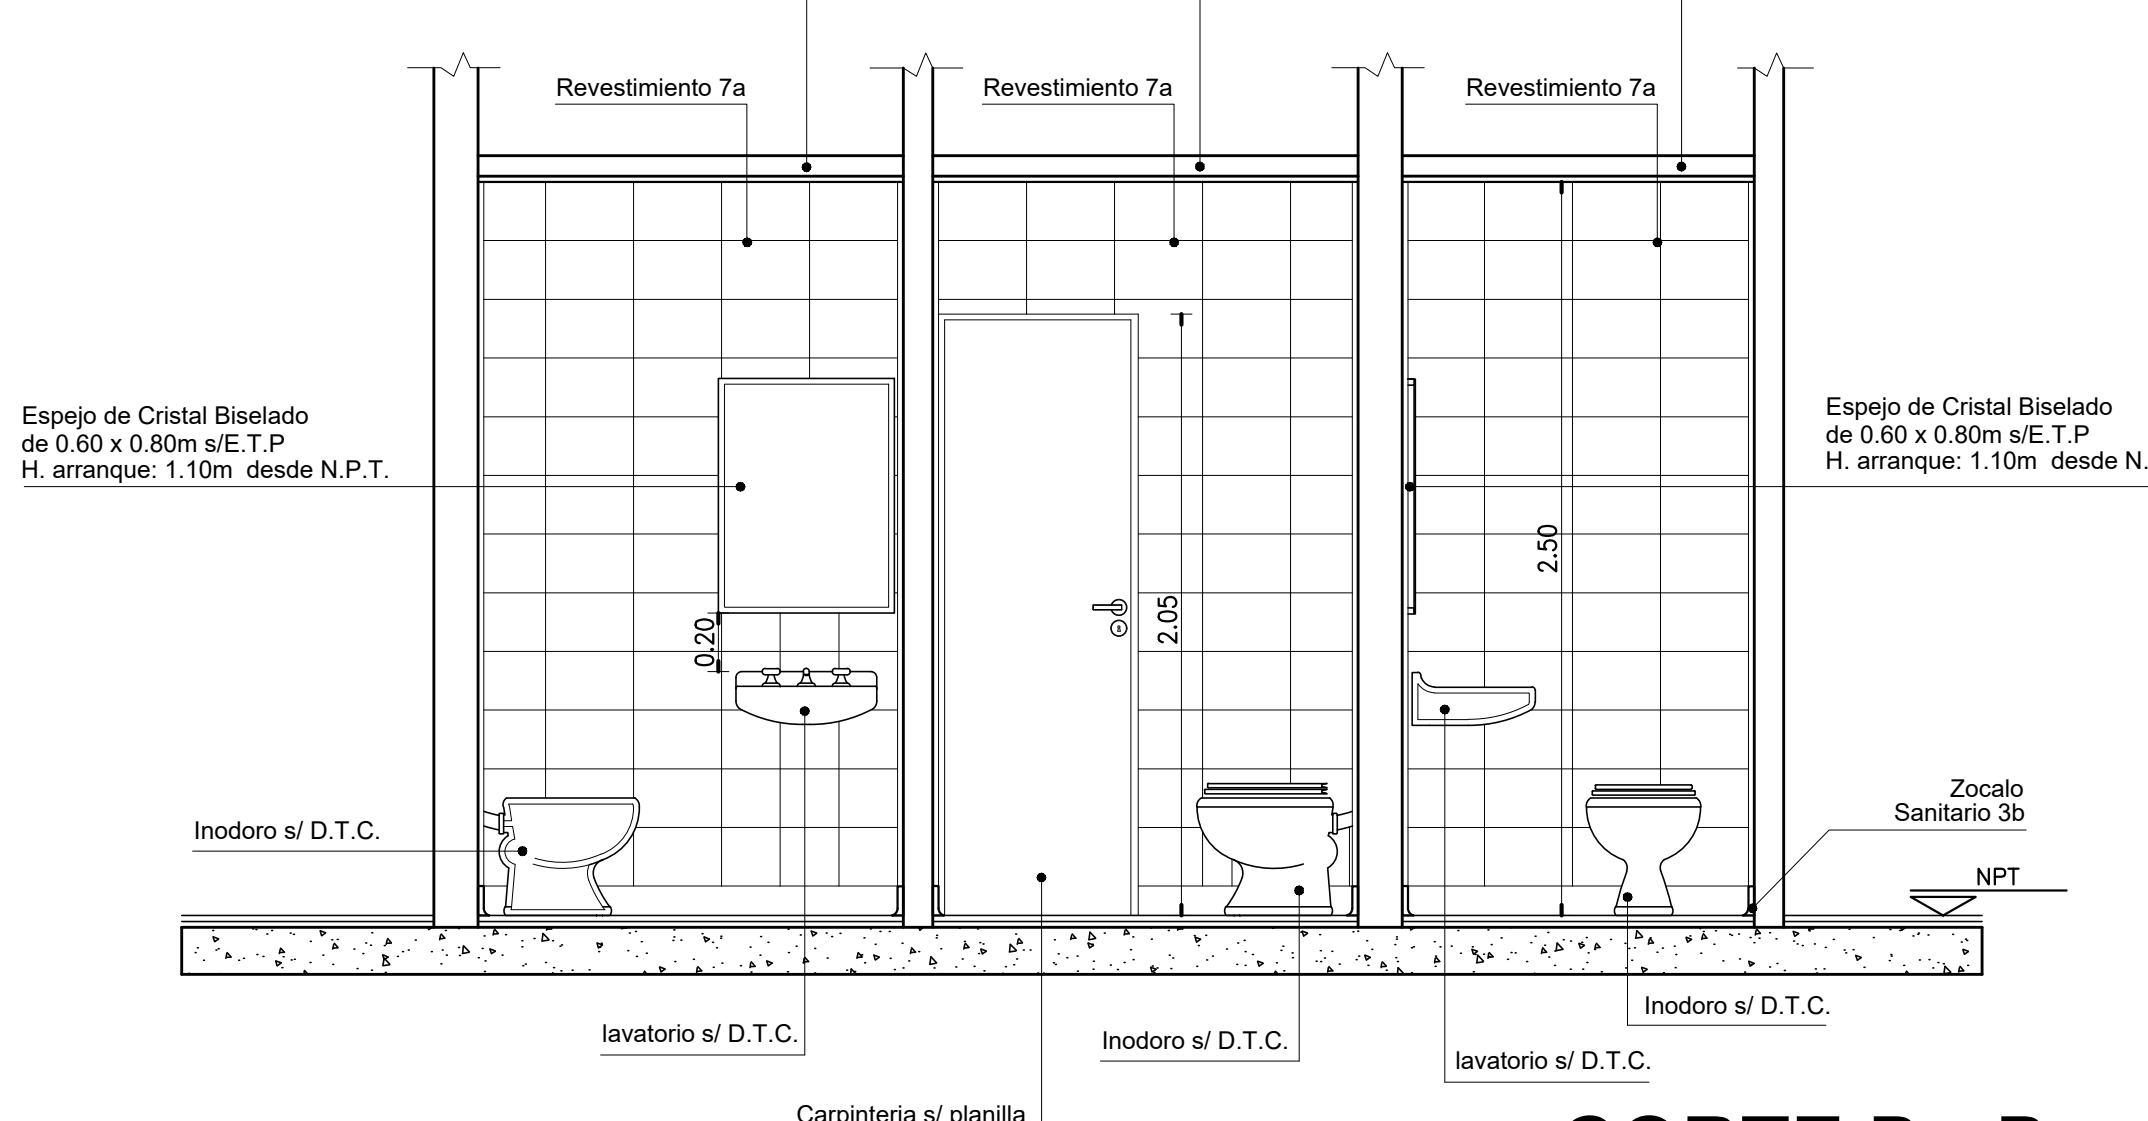 Revestimiento 7a
Revestimiento 7a
Revestimiento 7a
Espejo de Cristal Biselado
de 0.60 x 0.80m s/E.T.P
H. arranque: 1.10m desde N.P.T.
Espejo de Cristal Biselado
de 0.60 x 0.80m s/E.T.P
H. arranque: 1.10m desde N.
2.50
2.05
0.20
Inodoro s/ D.T.C.
Zocalo
Sanitario 3b
NPT
lavatorio s/ D.T.C.
Inodoro s/ D.T.C.
Inodoro s/ D.T.C.
lavatorio s/ D.T.C.
Carpinteria s/ planilla